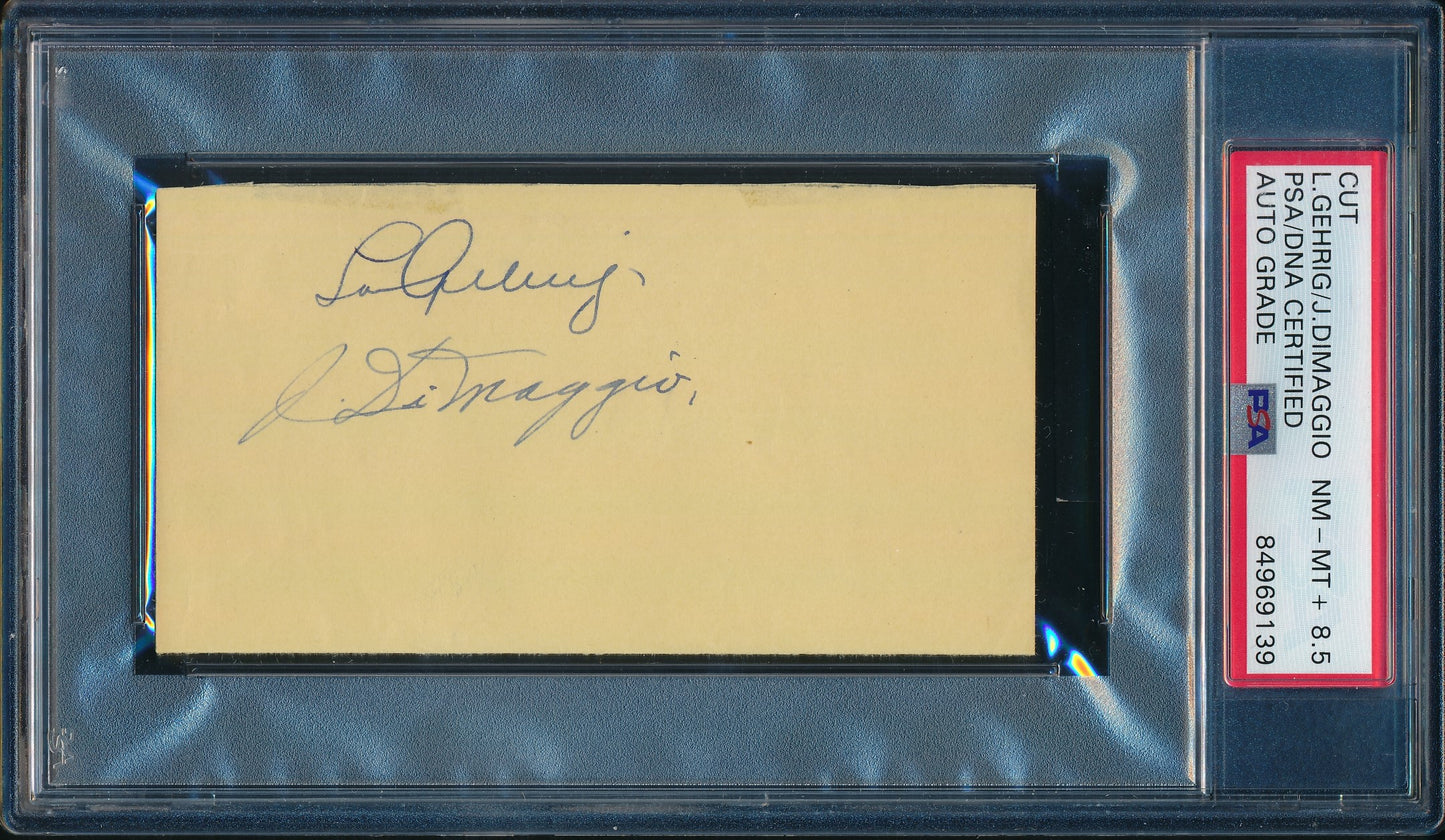 Lou Gehrig
J. DiMaggio.
CUT
L.GEHRIG/J.DIMAGGIO NM - MT + 8.5
PSA/DNA CERTIFIED
AUTO GRADE 84969139
PSA